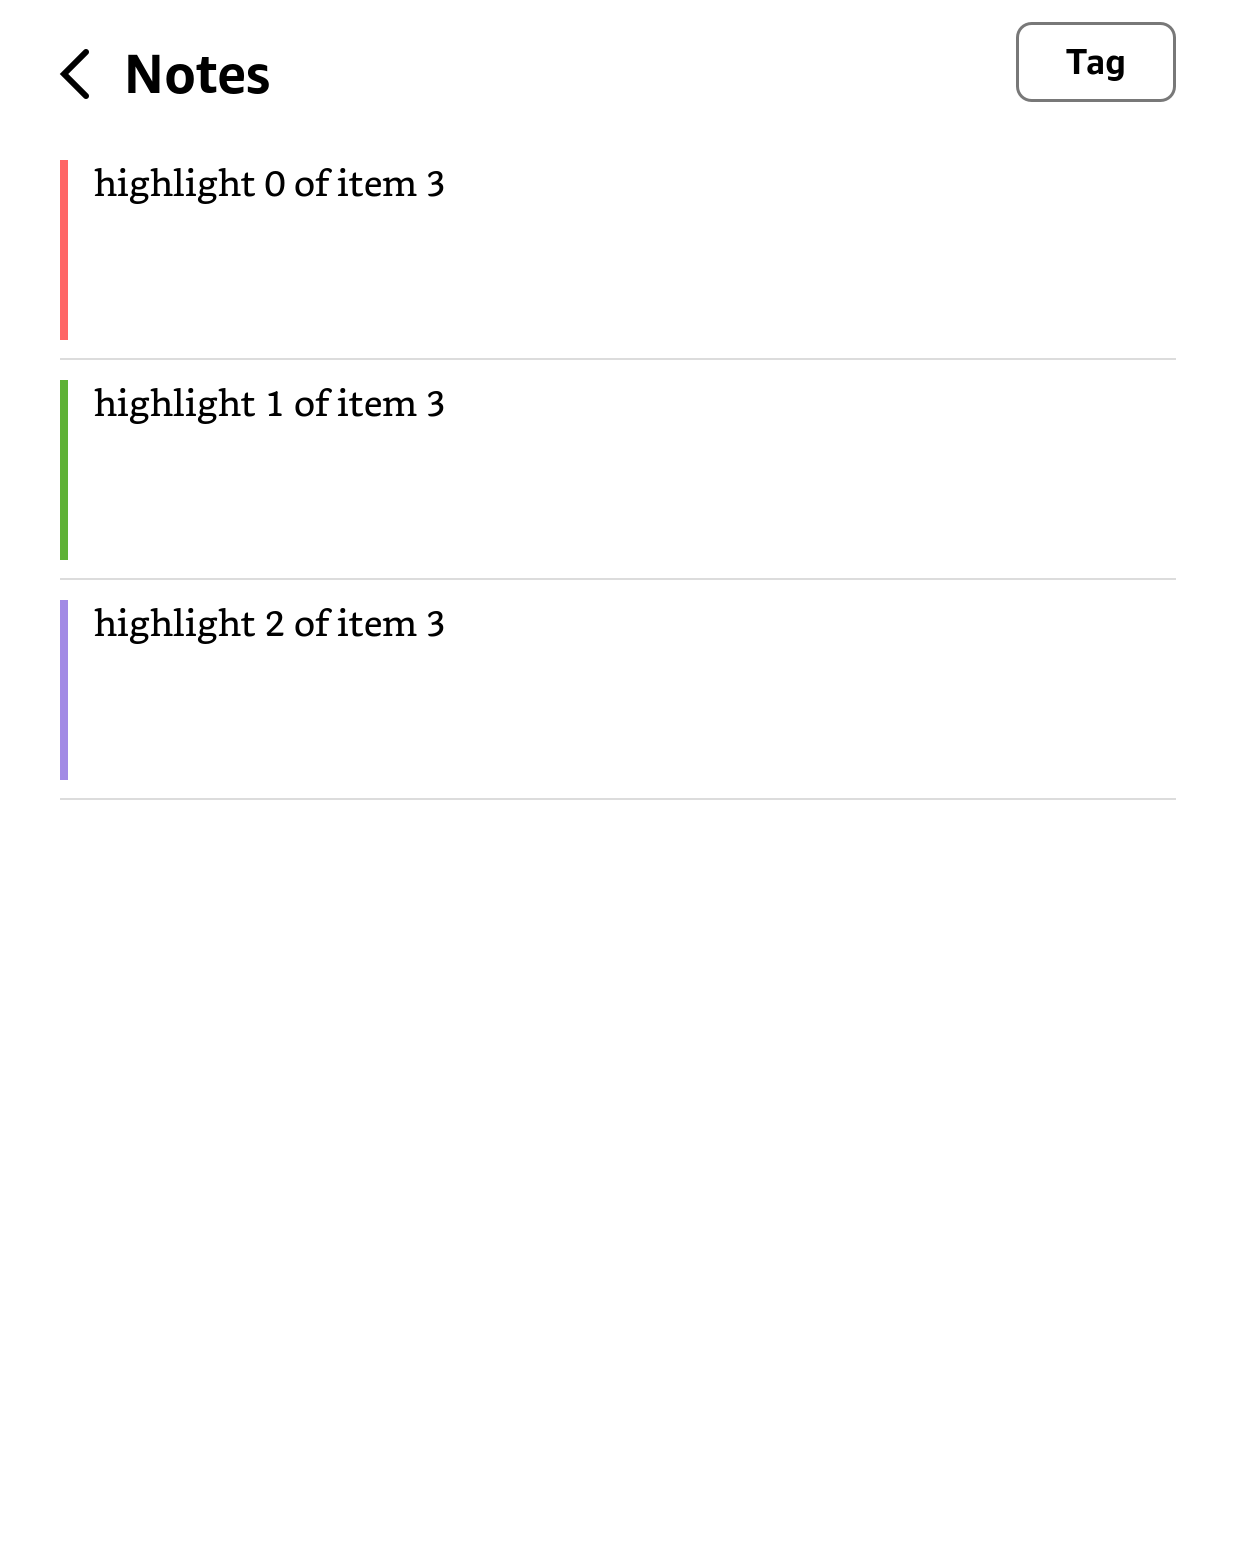 Notes
Tag
highlight 0 of item 3
highlight 1 of item 3
highlight 2 of item 3